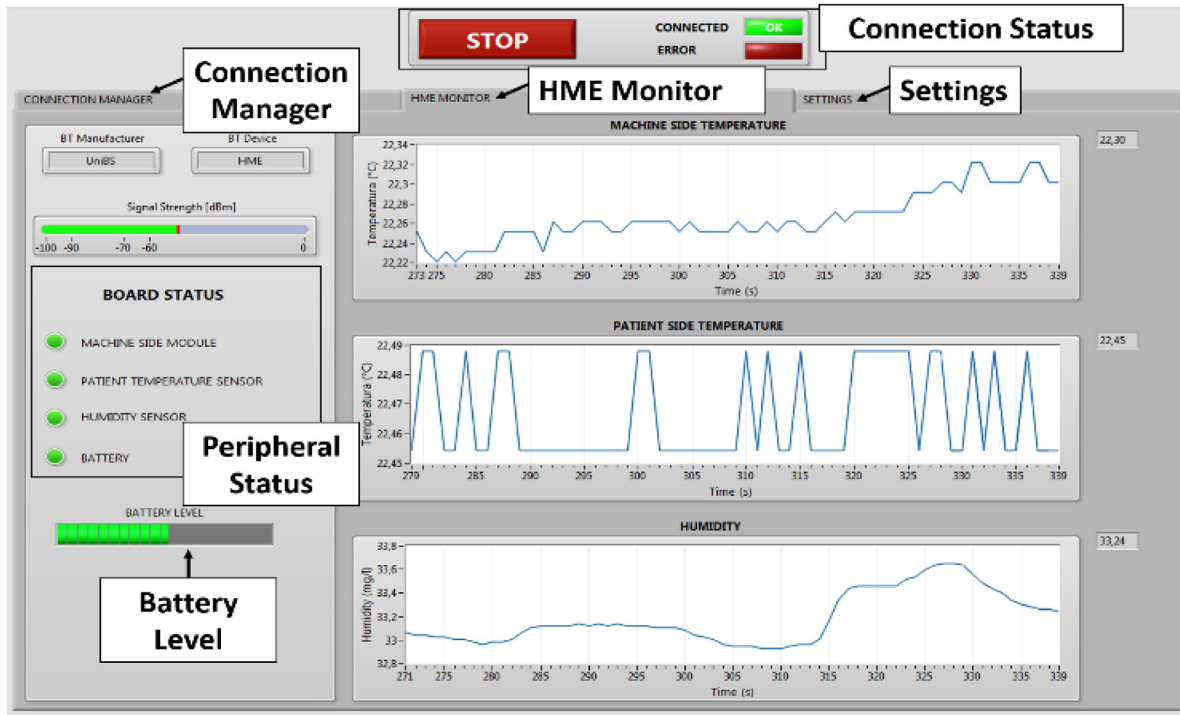 STOP
CONNECTED
OK
ERROR
Connection Status
Connection
Manager
HME Monitor
Settings
CONNECTION MANAGER
HME MONITOR
SETTINGS
BT Manufacturer
BT Device
UniBS
HME
Signal Strength [dBm]
-100 -90 -70 -60 0
BOARD STATUS
MACHINE SIDE MODULE
PATIENT TEMPERATURE SENSOR
HUMIDITY SENSOR
BATTERY
Peripheral
Status
BATTERY LEVEL
Battery
Level
MACHINE SIDE TEMPERATURE
22,30
Temperatura (°C)
22,34
22,32
22,3
22,28
22,26
22,24
22,22
273 275 280 285 290 295 300 305 310 315 320 325 330 335 339
Time (s)
PATIENT SIDE TEMPERATURE
22,45
Temperatura (°C)
22,49
22,48
22,47
22,46
22,45
270 275 280 285 290 295 300 305 310 315 320 325 330 335 339
Time (s)
HUMIDITY
33,24
Humidity (mg/l)
33,8
33,6
33,4
33,2
33
32,8
271 275 280 285 290 295 300 305 310 315 320 325 330 335 339
Time (s)